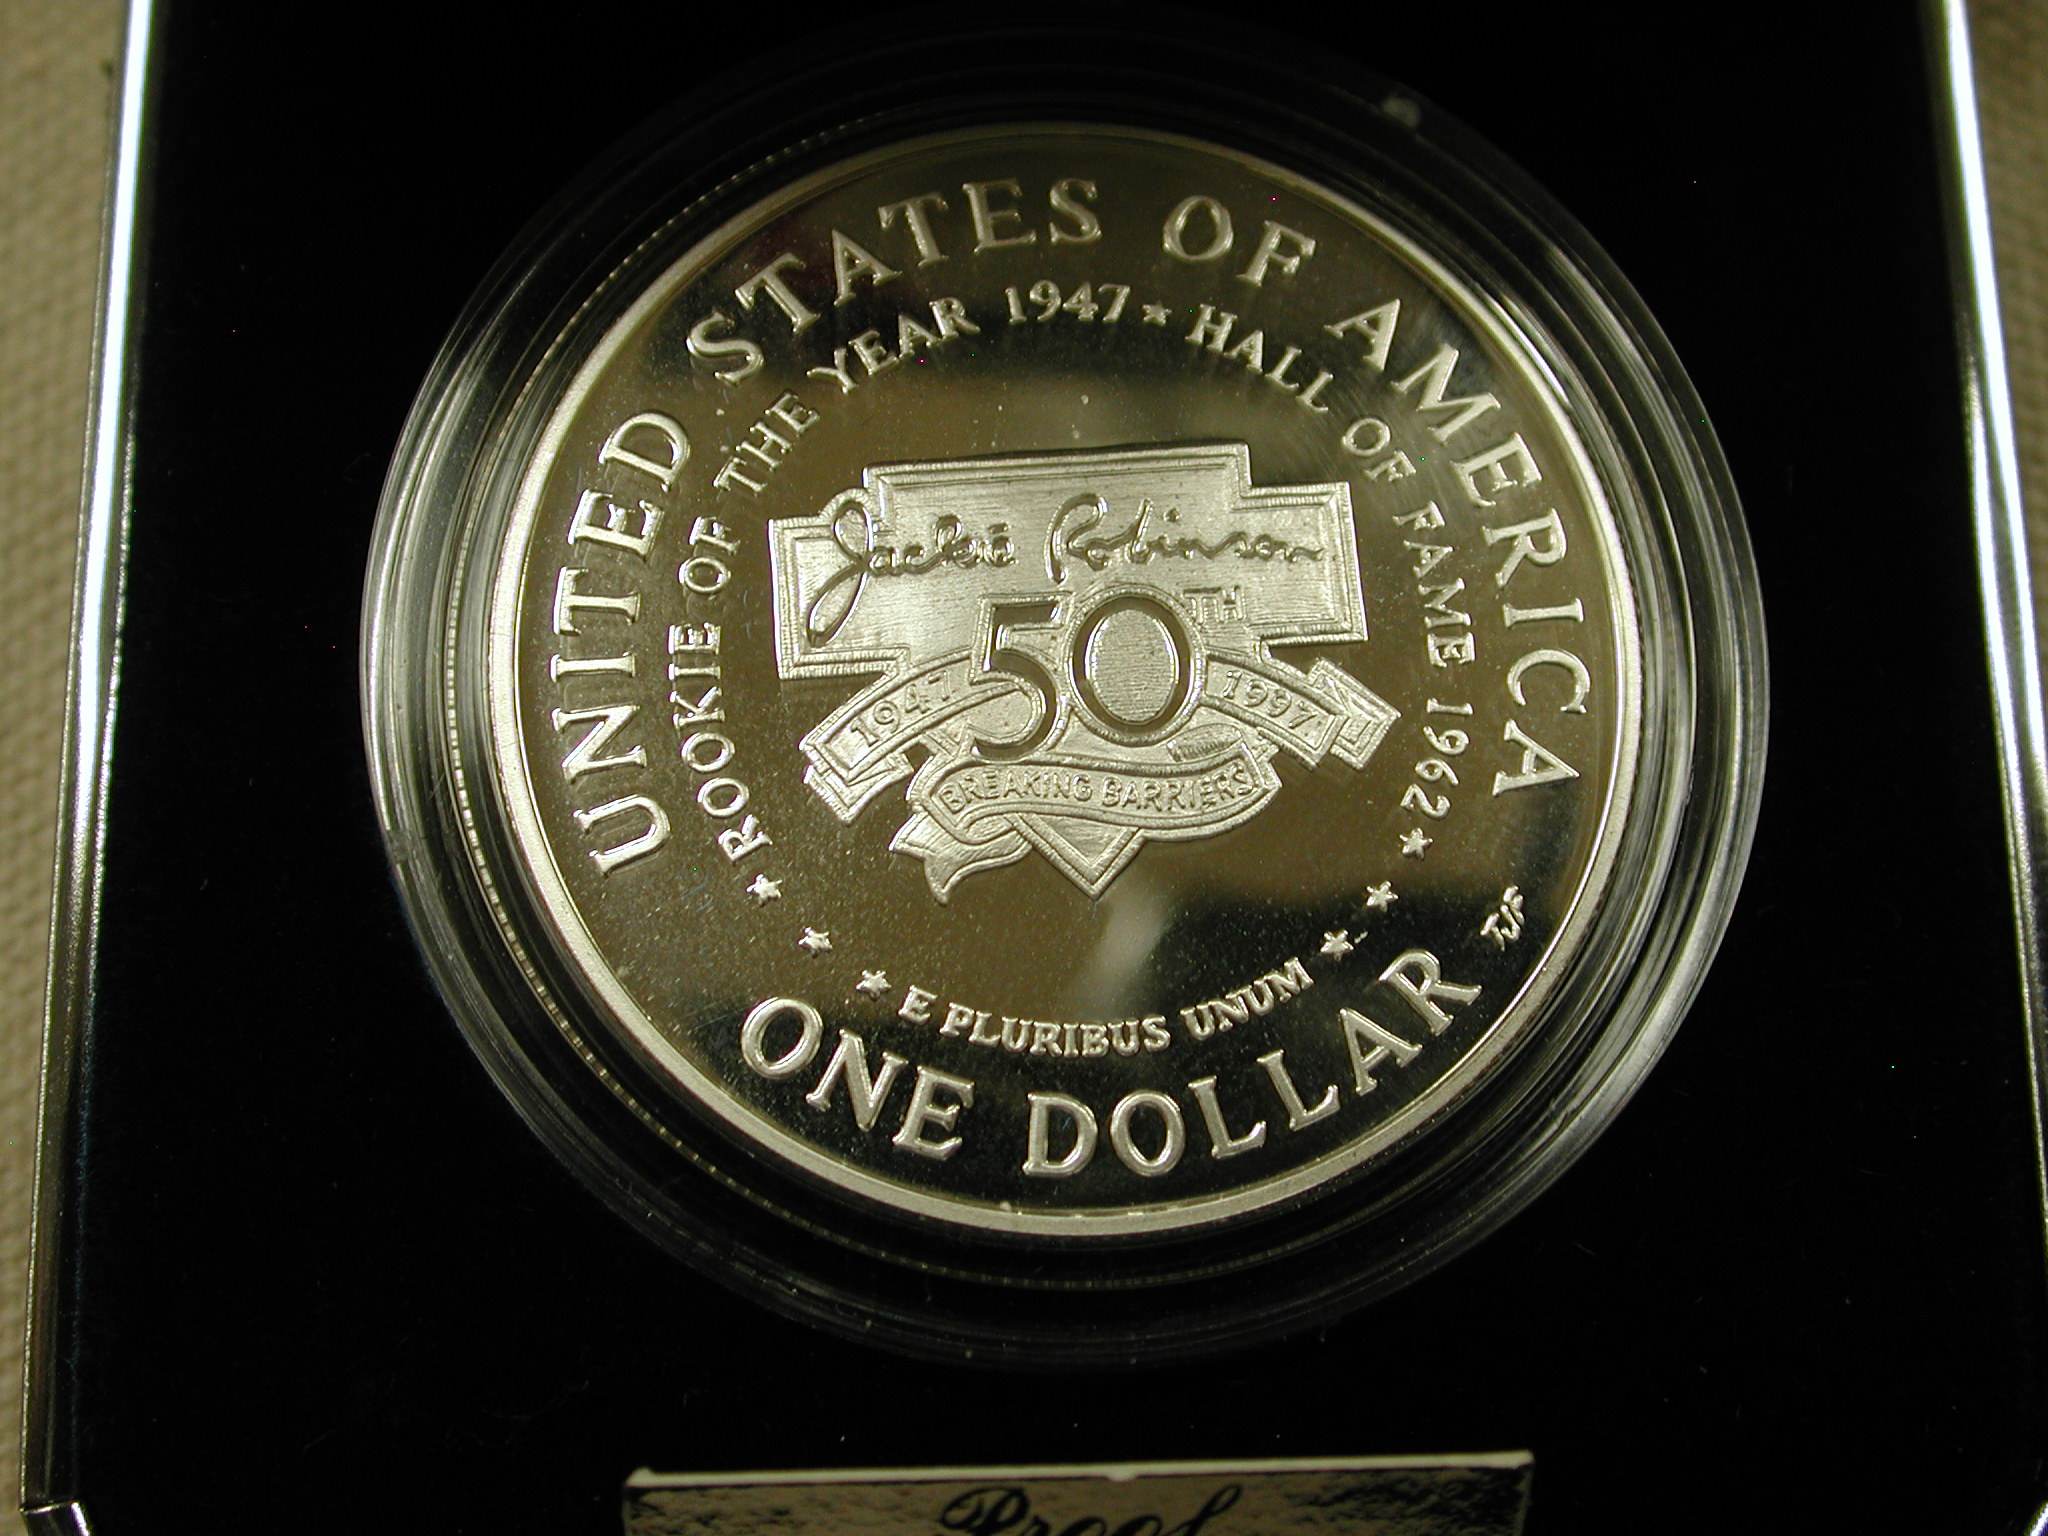 UNITED STATES OF AMERICA
ROOKIE OF THE YEAR 1947 ★ HALL OF FAME 1962
Jackie Robinson
50TH
1947 1997
BREAKING BARRIERS
E PLURIBUS UNUM
TJF
ONE DOLLAR
Proof